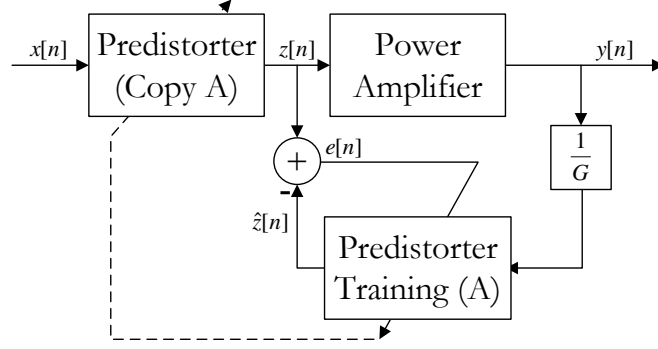 x[n]
Predistorter
(Copy A)
z[n]
Power
Amplifier
y[n]
+
e[n]
-
1
G
ẑ[n]
Predistorter
Training (A)